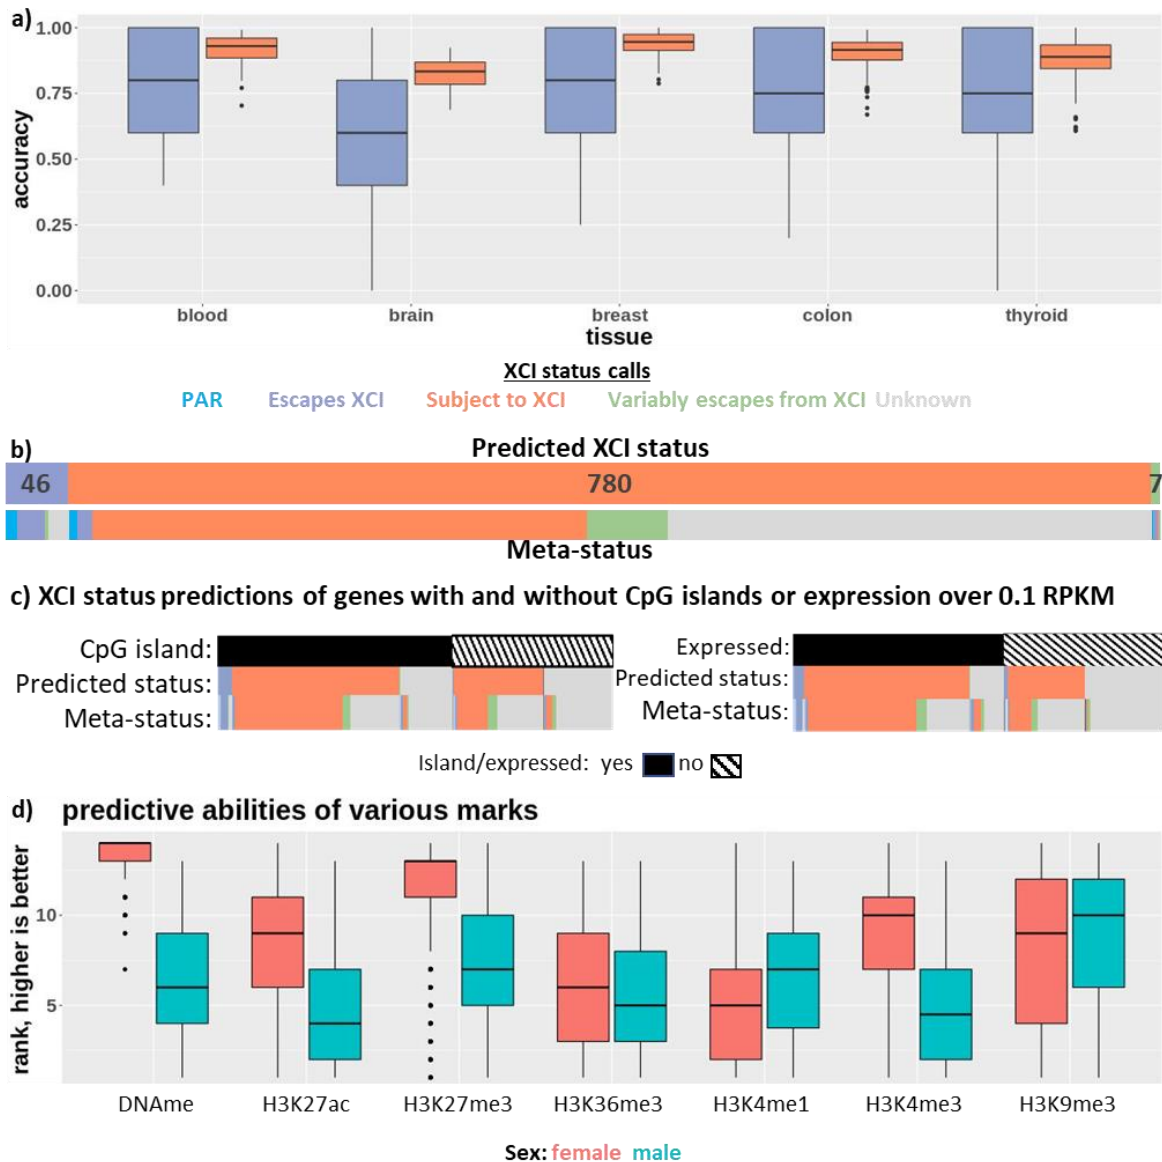 a)
1.00
0.75
0.50
0.25
0.00
accuracy
blood brain breast colon thyroid
tissue
XCI status calls
PAR Escapes XCI Subject to XCI Variably escapes from XCI Unknown
b)
Predicted XCI status
46 780 7
Meta-status
c) XCI status predictions of genes with and without CpG islands or expression over 0.1 RPKM
CpG island:
Predicted status:
Meta-status:
Expressed:
Predicted status:
Meta-status:
Island/expressed: yes no
d) predictive abilities of various marks
rank, higher is better
10
5
DNAme H3K27ac H3K27me3 H3K36me3 H3K4me1 H3K4me3 H3K9me3
Sex: female male